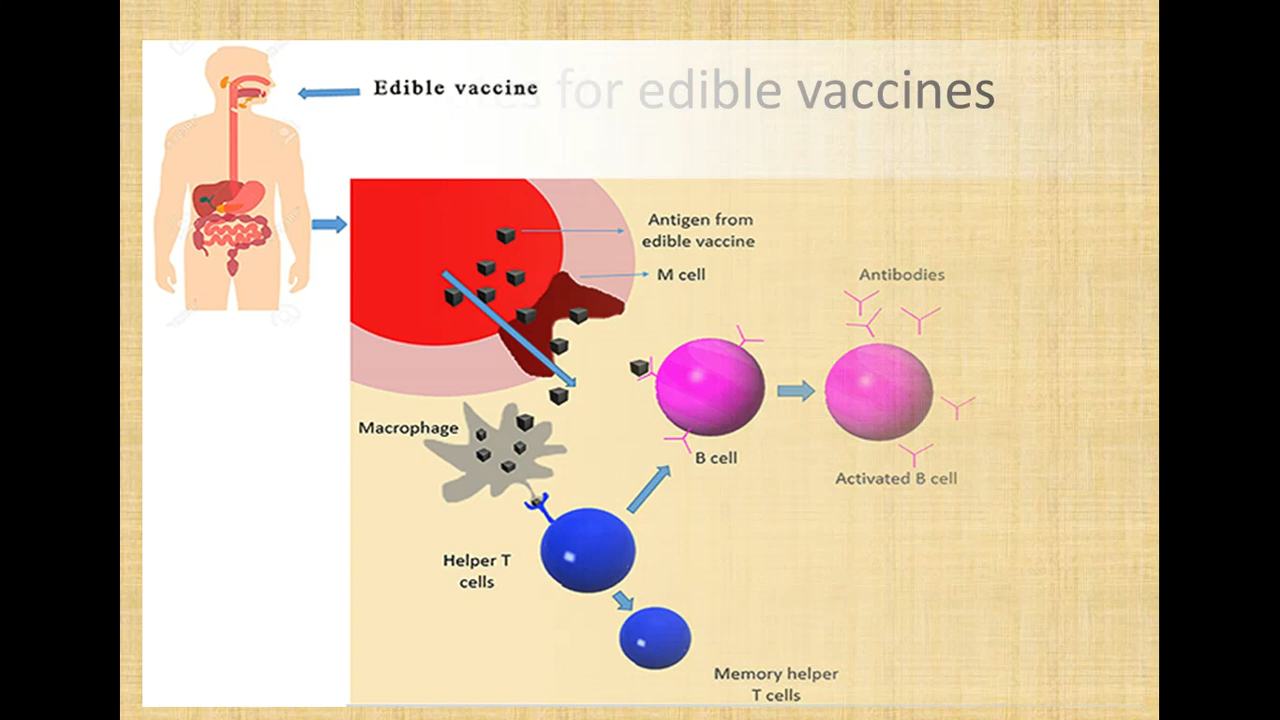 Edible vaccine
for edible vaccines
Antigen from
edible vaccine
M cell
Antibodies
Macrophage
B cell
Activated B cell
Helper T
cells
Memory helper
T cells